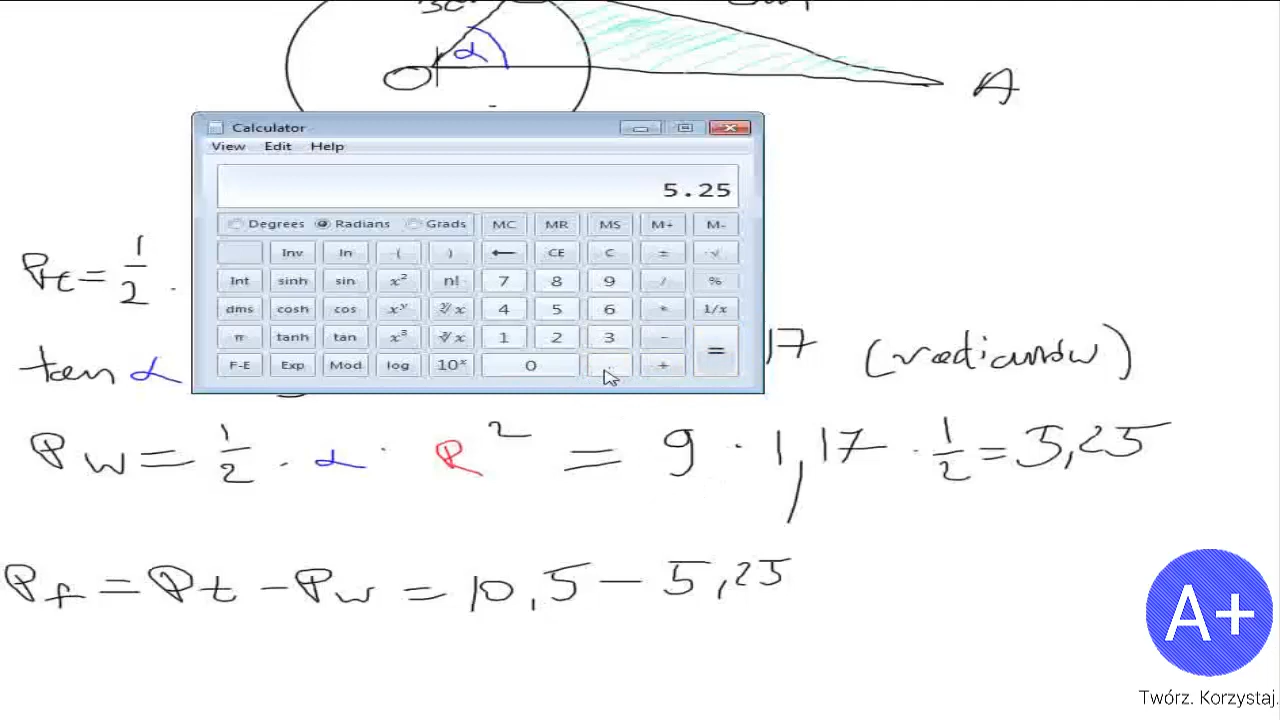 α
O
A
Calculator
View Edit Help
5.25
Degrees Radians Grads MC MR MS M+ M-
Inv ln ( ) ← CE C ± √
Int sinh sin x² n! 7 8 9 / %
dms cosh cos xʸ ʸ√x 4 5 6 * 1/x
π tanh tan x³ ³√x 1 2 3 - =
F-E Exp Mod log 10ˣ 0 . +
Pt = 1/2 ·
tan α 17 (radianów)
Pw = 1/2 · α · R² = 9 · 1,17 · 1/2 = 5,25
Pf = Pt - Pw = 10,5 - 5,25
A+
Twórz. Korzystaj.